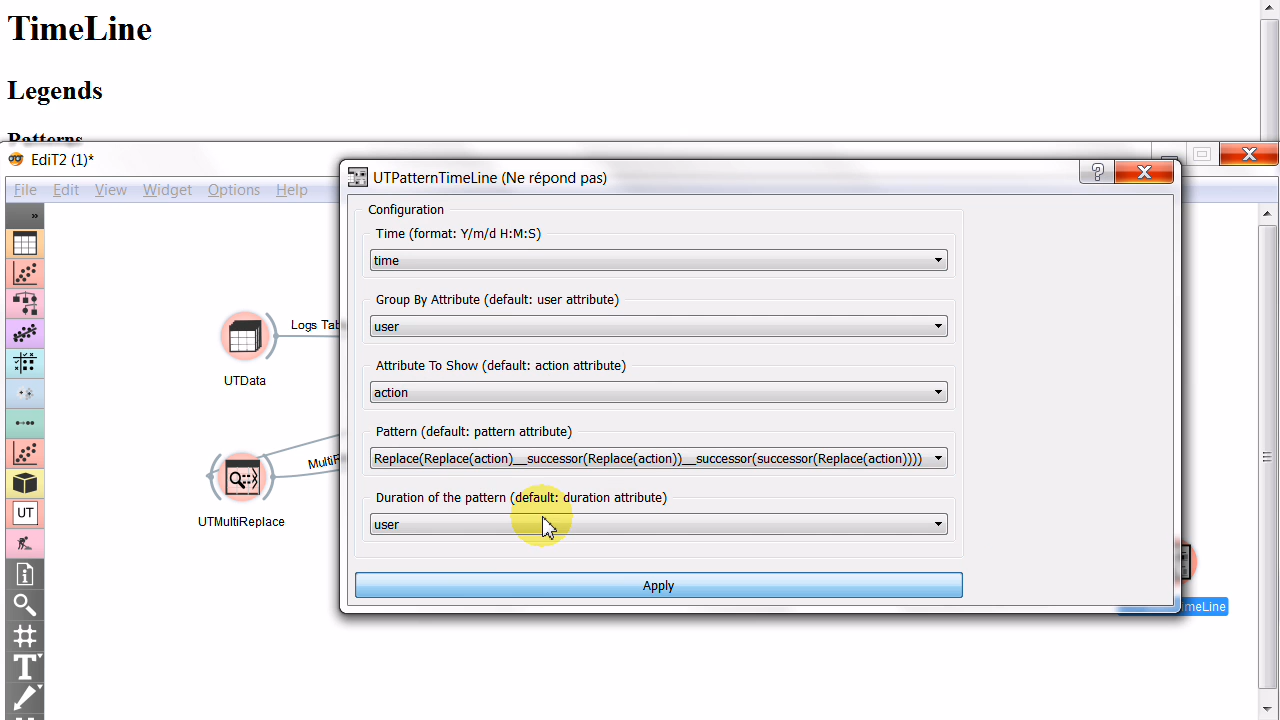 TimeLine
Legends
Patterns
EdiT2 (1)*
File Edit View Widget Options Help
»
UT
Logs Tab
UTData
MultiR
UTMultiReplace
UTPatternTimeLine (Ne répond pas)
Configuration
Time (format: Y/m/d H:M:S)
time
Group By Attribute (default: user attribute)
user
Attribute To Show (default: action attribute)
action
Pattern (default: pattern attribute)
Replace(Replace(action)__successor(Replace(action))__successor(successor(Replace(action))))
Duration of the pattern (default: duration attribute)
user
Apply
meLine